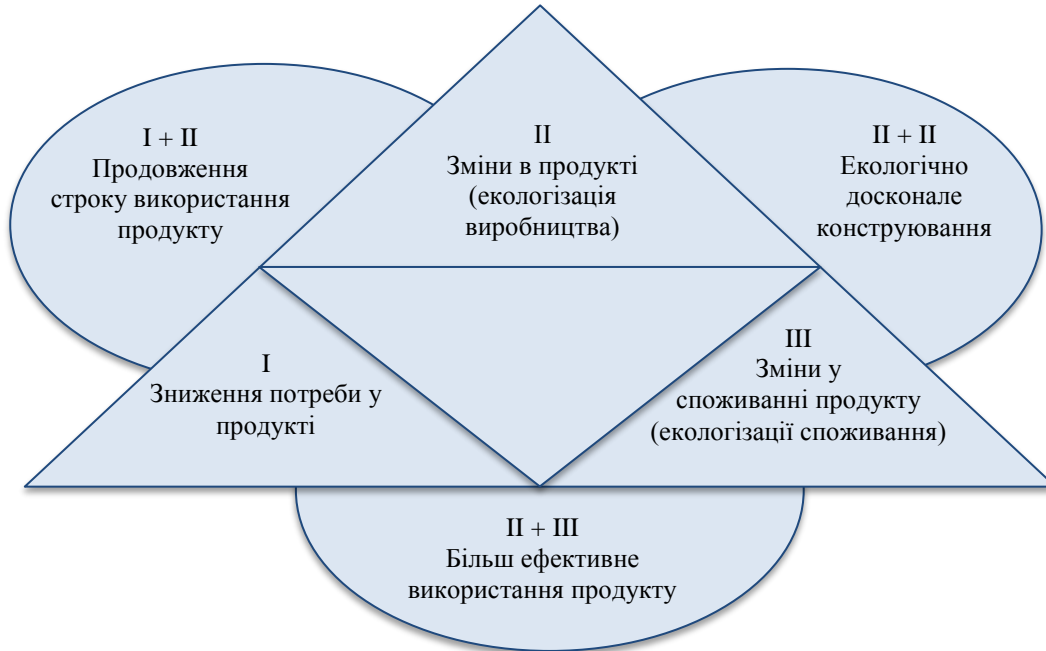 I + II
Продовження
строку використання
продукту
II
Зміни в продукті
(екологізація
виробництва)
II + II
Екологічно
досконале
конструювання
I
Зниження потреби у
продукті
III
Зміни у
споживанні продукту
(екологізації споживання)
II + III
Більш ефективне
використання продукту